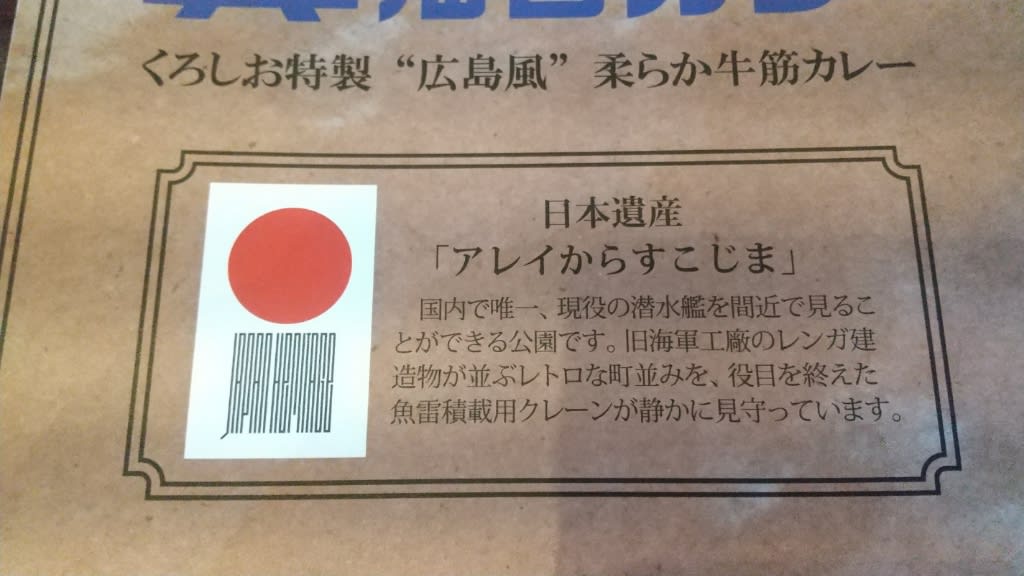 くろしお特製 “広島風” 柔らか牛筋カレー
日本遺産
「アレイからすこじま」
国内で唯一、現役の潜水艦を間近で見るこ
とができる公園です。旧海軍工廠のレンガ建
造物が並ぶレトロな町並みを、役目を終えた
魚雷積載用クレーンが静かに見守っています。
JAPAN HERITAGE